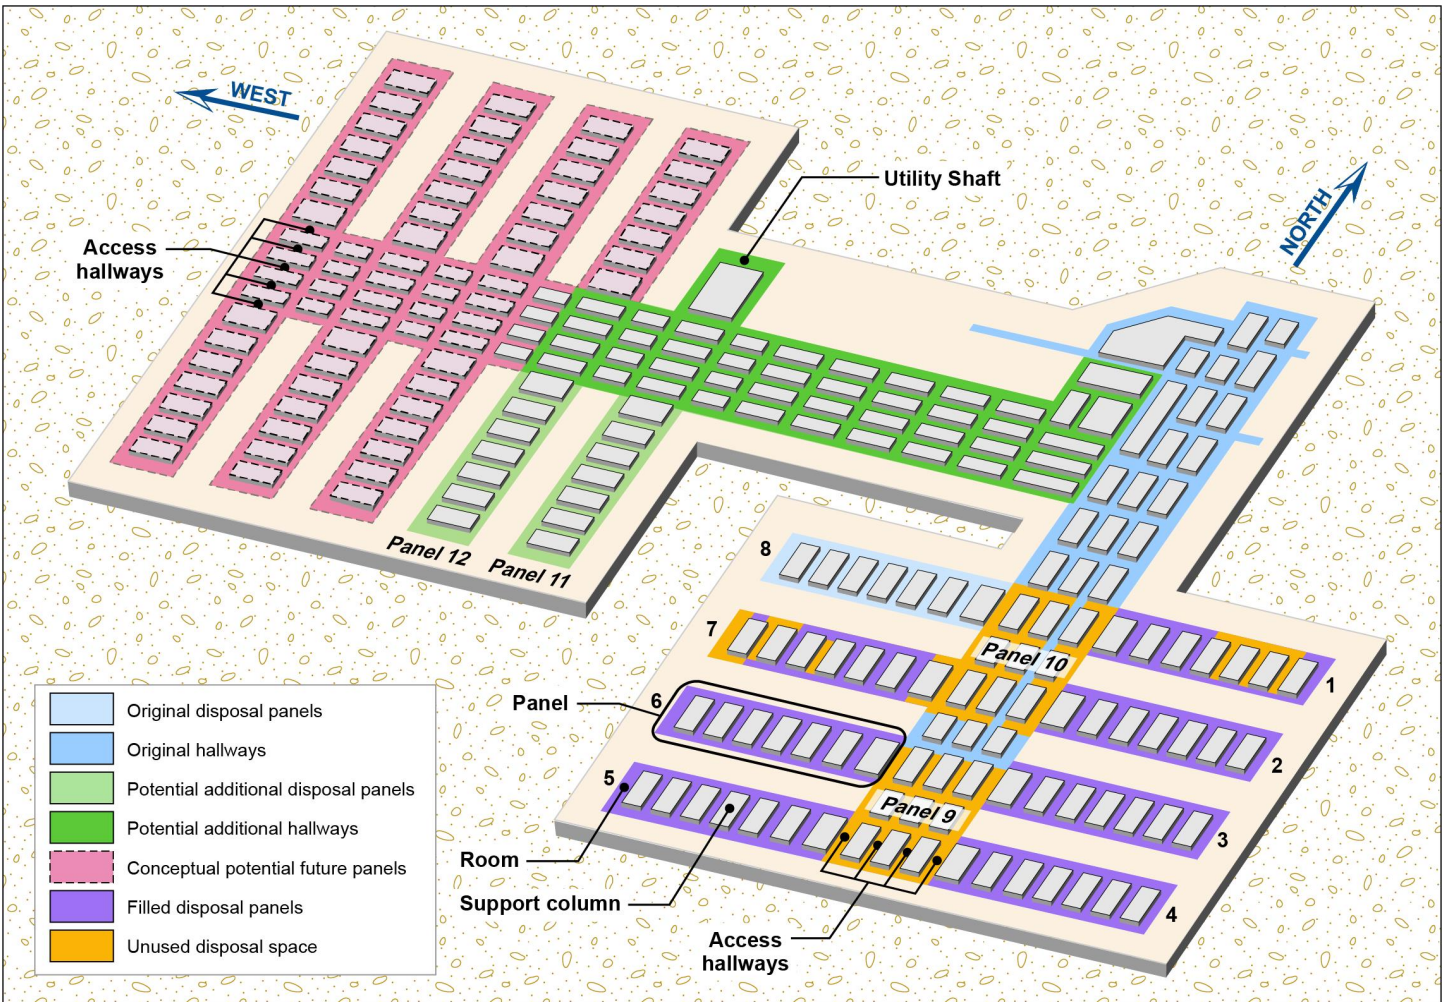 WEST
Utility Shaft
NORTH
Access
hallways
Panel 12
Panel 11
8
7
Panel 10
1
Panel
6
2
5
Panel 9
3
Room
Support column
4
Access
hallways
Original disposal panels
Original hallways
Potential additional disposal panels
Potential additional hallways
Conceptual potential future panels
Filled disposal panels
Unused disposal space